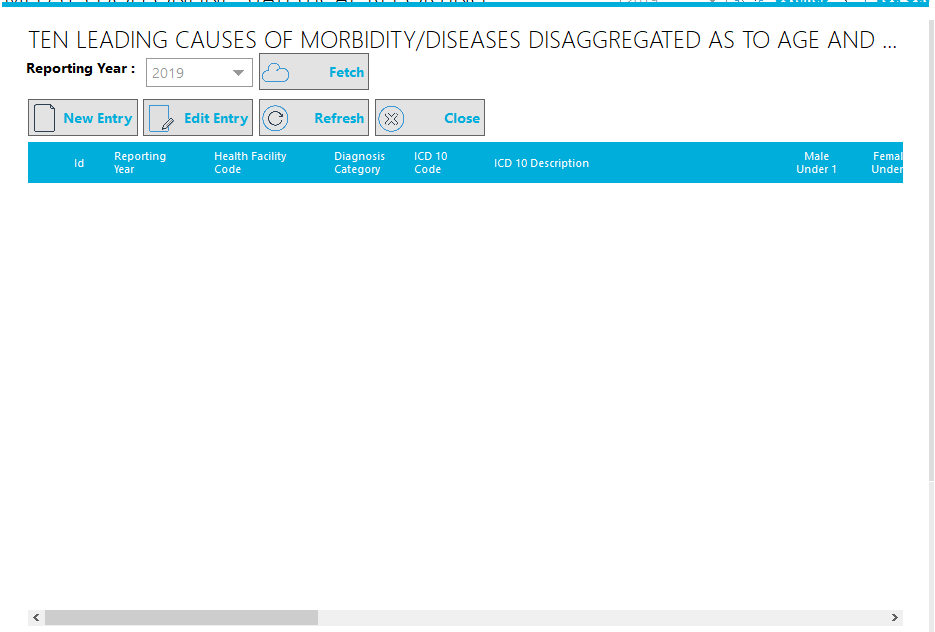 TEN LEADING CAUSES OF MORBIDITY/DISEASES DISAGGREGATED AS TO AGE AND ...
Reporting Year :
2019
Fetch
New Entry
Edit Entry
Refresh
Close
Id
Reporting
Year
Health Facility
Code
Diagnosis
Category
ICD 10
Code
ICD 10 Description
Male
Under 1
Femal
Under